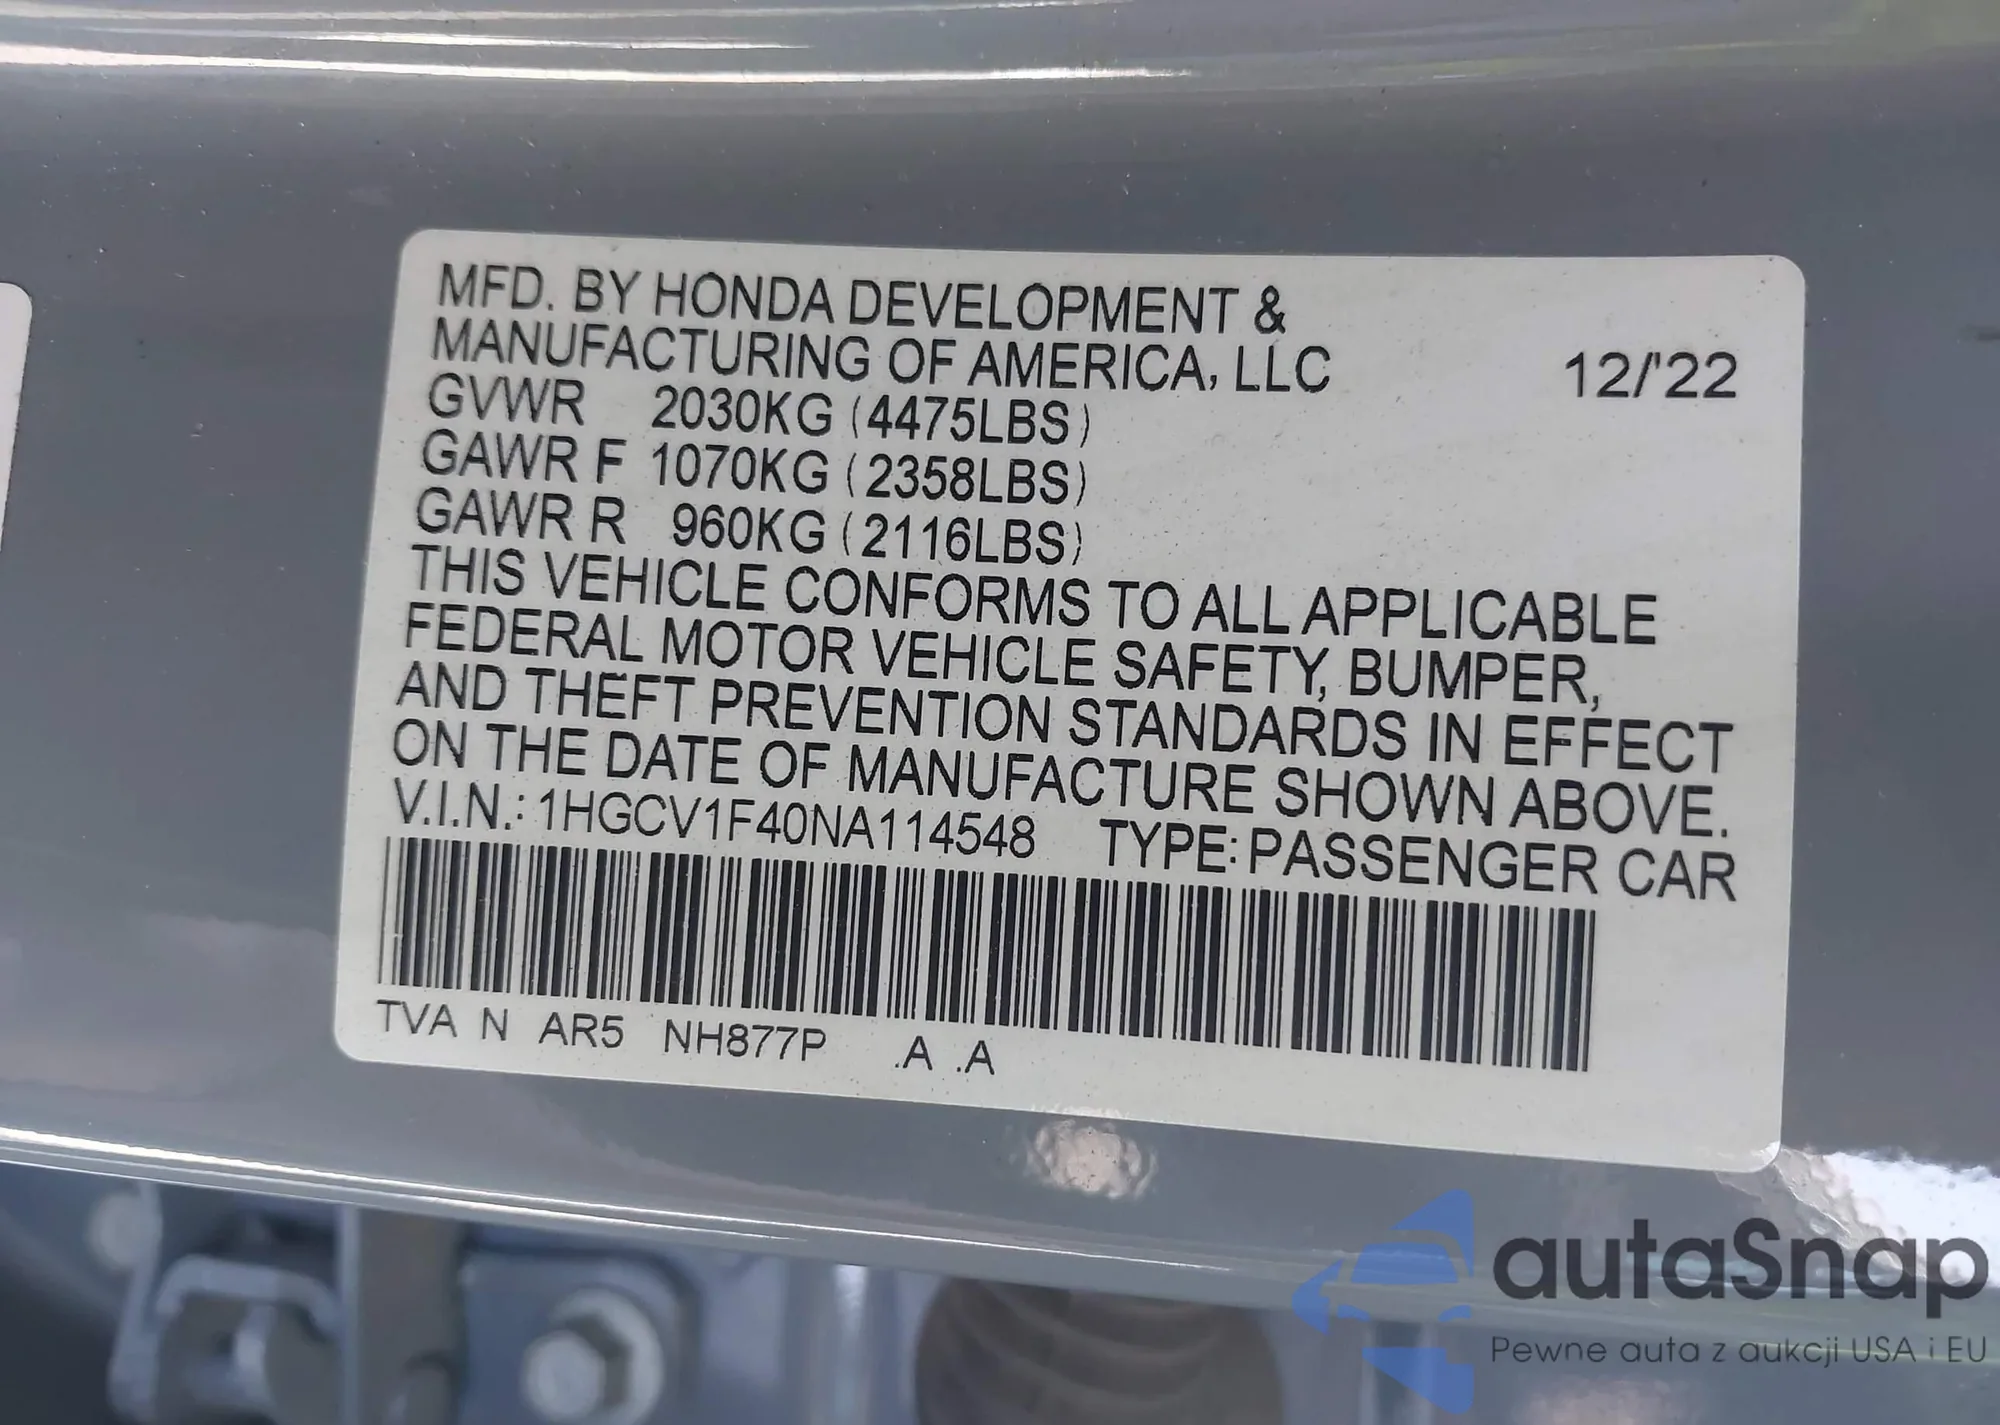 MFD. BY HONDA DEVELOPMENT &
MANUFACTURING OF AMERICA, LLC 12/'22
GVWR 2030KG (4475LBS)
GAWR F 1070KG (2358LBS)
GAWR R 960KG (2116LBS)
THIS VEHICLE CONFORMS TO ALL APPLICABLE
FEDERAL MOTOR VEHICLE SAFETY, BUMPER,
AND THEFT PREVENTION STANDARDS IN EFFECT
ON THE DATE OF MANUFACTURE SHOWN ABOVE.
V.I.N.: 1HGCV1F40NA114548 TYPE: PASSENGER CAR
TVA N AR5 NH877P .A .A
autaSnap
Pewne auta z aukcji USA i EU